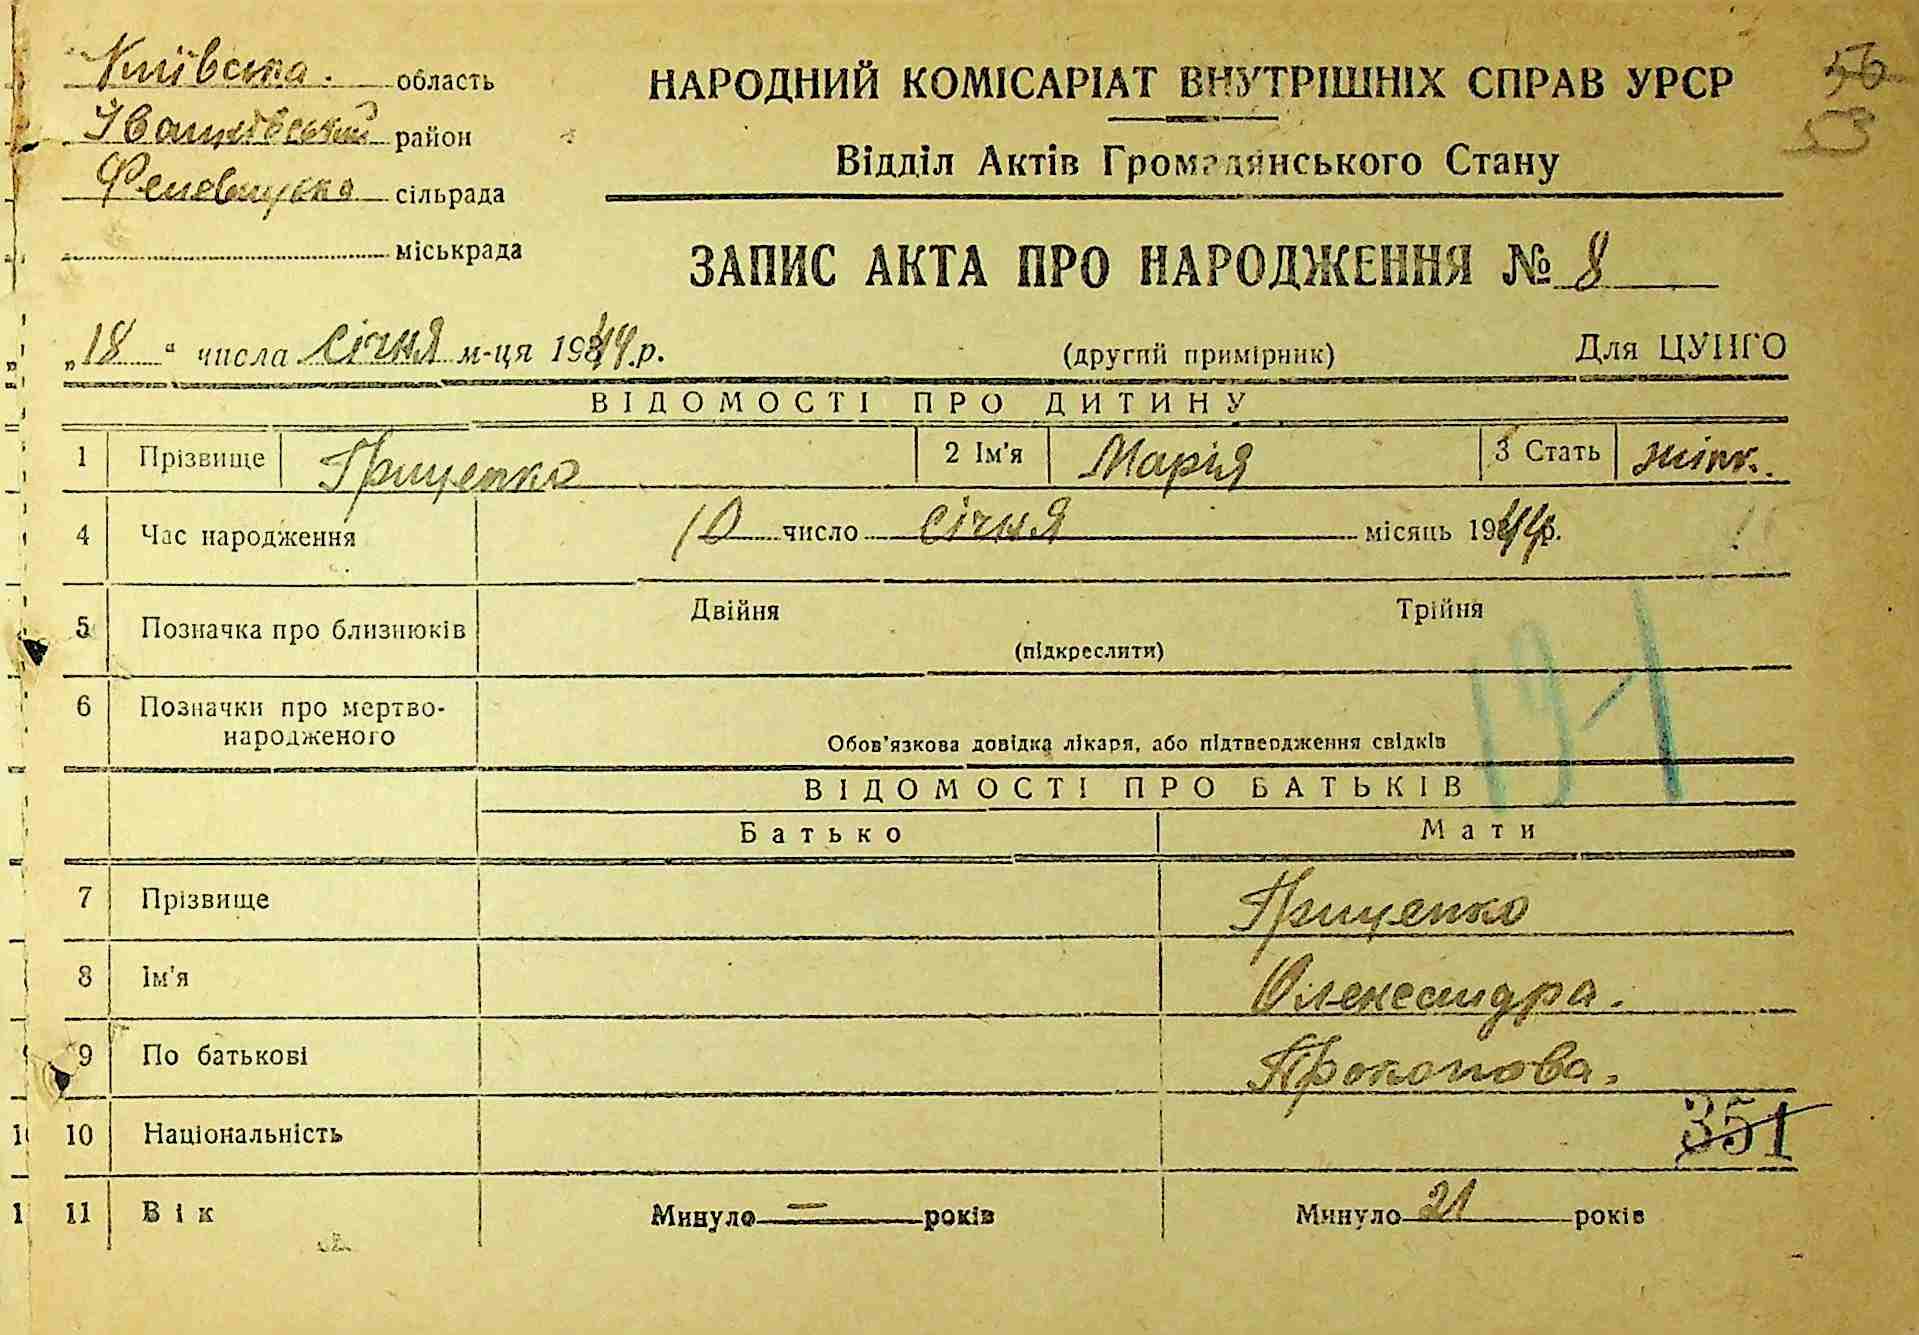 Київська. область
Іванківський район
Феневицька сільрада
міськрада
НАРОДНИЙ КОМІСАРІАТ ВНУТРІШНІХ СПРАВ УРСР
56
53
Відділ Актів Громадянського Стану
ЗАПИС АКТА ПРО НАРОДЖЕННЯ № 8
„18“ числа січня м-ця 1944 р.
(другий примірник)
Для ЦУНГО
ВІДОМОСТІ ПРО ДИТИНУ
1 Прізвище Грищенко 2 Ім'я Марія 3 Стать жінк.
4 Час народження 10 число січня місяць 1944 р.
5 Позначка про близнюків Двійня Трійня
(підкреслити)
6 Позначки про мертво-
народженого
Обов'язкова довідка лікаря, або підтвердження свідків
ВІДОМОСТІ ПРО БАТЬКІВ
Батько Мати
7 Прізвище Грищенко
8 Ім'я Олександра.
9 По батькові Прокопова.
10 Національність
351
11 Вік Минуло — років Минуло 21 років